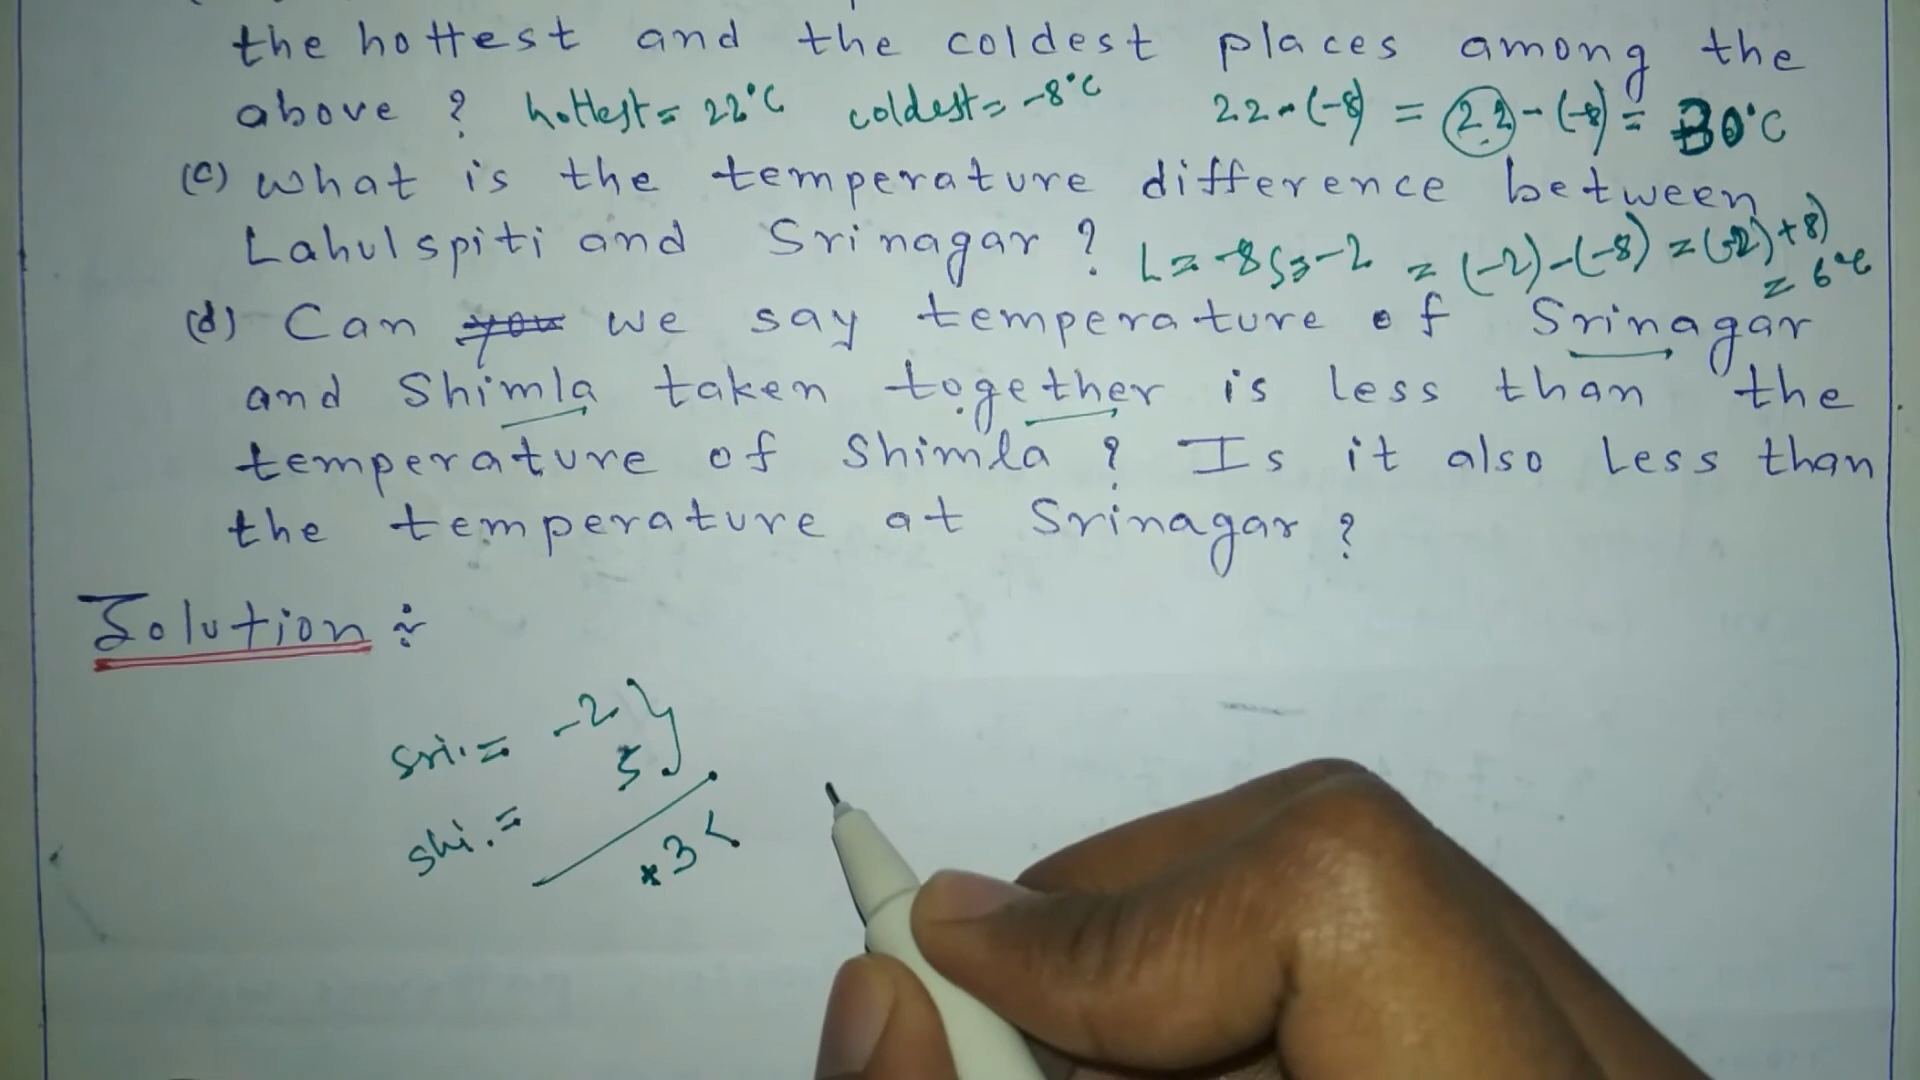 the hottest and the coldest places among the
above ? hottest = 22°C coldest = -8°C 22-(-8) = 22-(-8) = 30°C
(c) what is the temperature difference between
Lahulspiti and Srinagar ? L = -8 S = -2 = (-2)-(-8) = (-2)+8)
= 6°C
(d) Can you we say temperature of Srinagar
and Shimla taken together is less than the
temperature of Shimla ? Is it also less than
the temperature at Srinagar ?
Solution :
Sri. = -2 }
shi. = 5
3 <